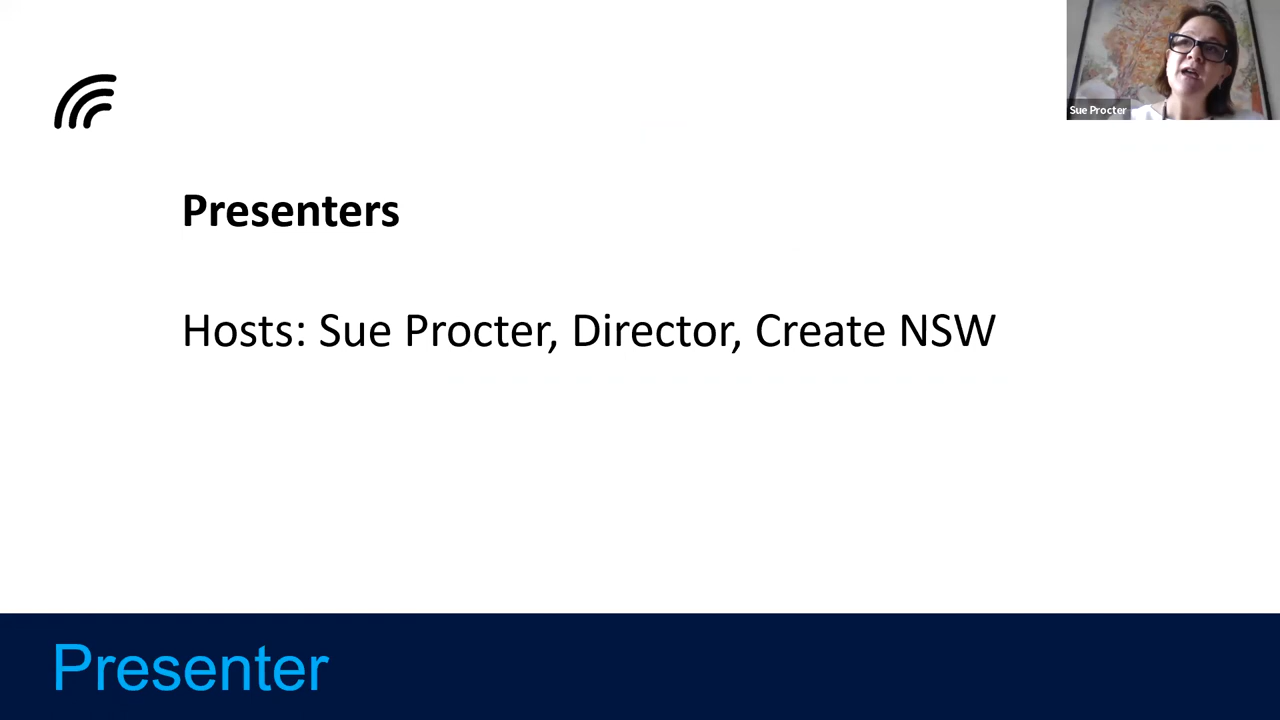 Sue Procter
Presenters
Hosts: Sue Procter, Director, Create NSW
Presenter